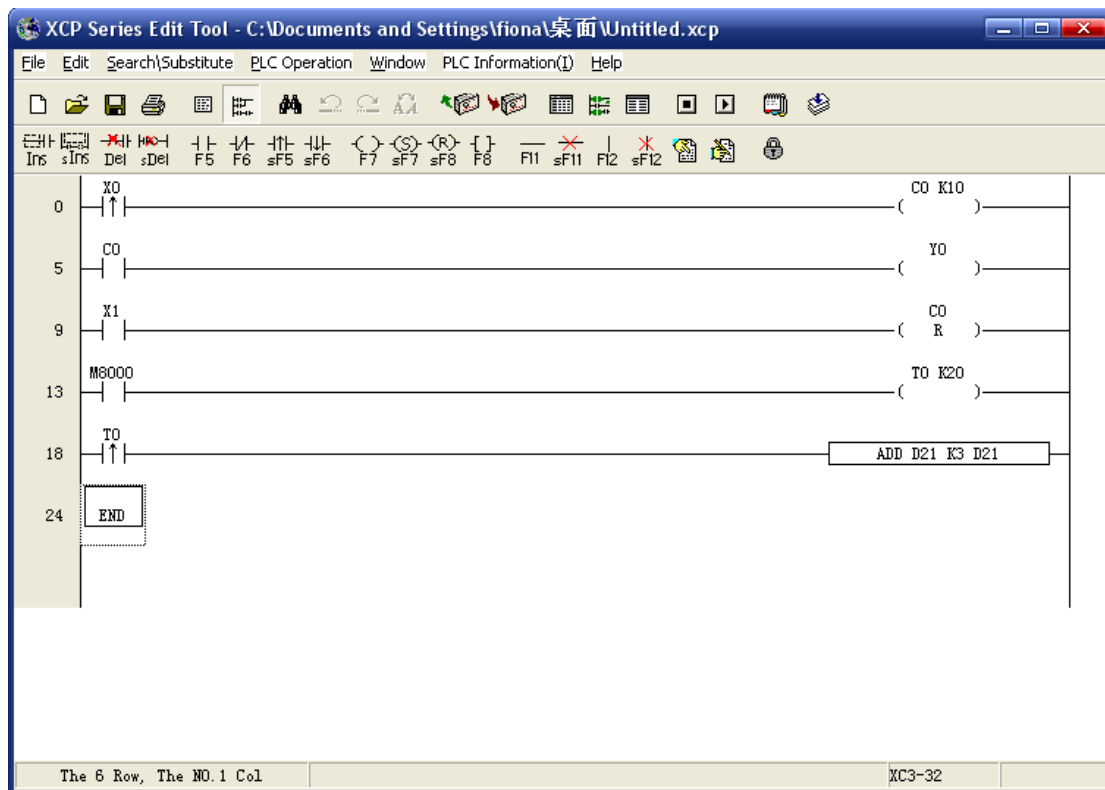 XCP Series Edit Tool - C:\Documents and Settings\fiona\桌面\Untitled.xcp
File Edit Search\Substitute PLC Operation Window PLC Information(I) Help
Ins sIns Del sDel F5 F6 sF5 sF6 F7 sF7 sF8 F8 F11 sF11 F12 sF12
X0 C0 K10
0
C0 Y0
5
X1 C0
9 R
M8000 T0 K20
13
T0
18 ADD D21 K3 D21
24 END
The 6 Row, The NO.1 Col XC3-32